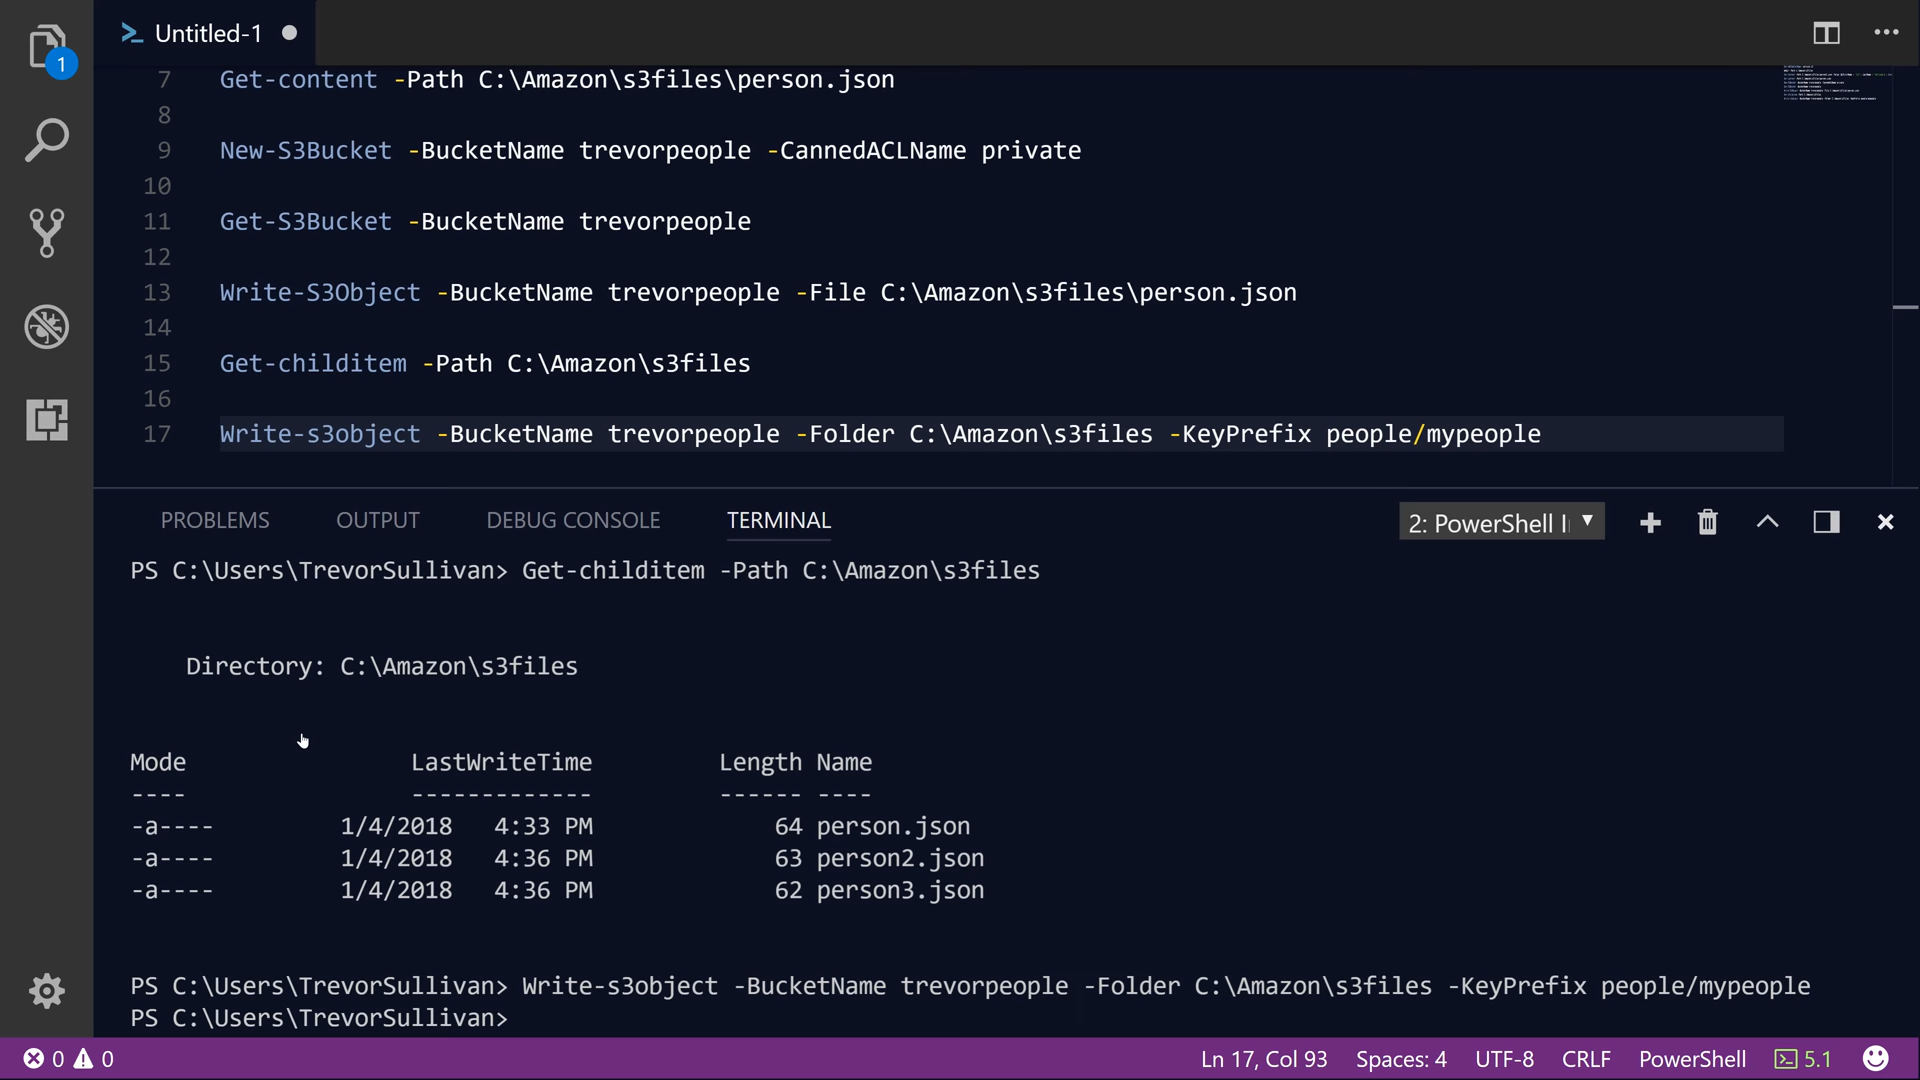 1
Untitled-1
7 Get-content -Path C:\Amazon\s3files\person.json
8
9 New-S3Bucket -BucketName trevorpeople -CannedACLName private
10
11 Get-S3Bucket -BucketName trevorpeople
12
13 Write-S3Object -BucketName trevorpeople -File C:\Amazon\s3files\person.json
14
15 Get-childitem -Path C:\Amazon\s3files
16
17 Write-s3object -BucketName trevorpeople -Folder C:\Amazon\s3files -KeyPrefix people/mypeople
PROBLEMS OUTPUT DEBUG CONSOLE TERMINAL 2: PowerShell I
PS C:\Users\TrevorSullivan> Get-childitem -Path C:\Amazon\s3files
Directory: C:\Amazon\s3files
Mode LastWriteTime Length Name
---- ------------- ------ ----
-a---- 1/4/2018 4:33 PM 64 person.json
-a---- 1/4/2018 4:36 PM 63 person2.json
-a---- 1/4/2018 4:36 PM 62 person3.json
PS C:\Users\TrevorSullivan> Write-s3object -BucketName trevorpeople -Folder C:\Amazon\s3files -KeyPrefix people/mypeople
PS C:\Users\TrevorSullivan>
0 0 Ln 17, Col 93 Spaces: 4 UTF-8 CRLF PowerShell 5.1